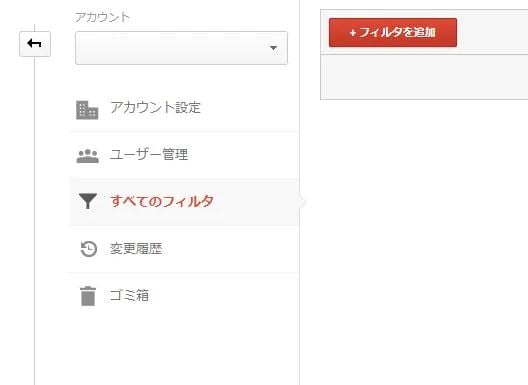 アカウント
+ フィルタを追加
アカウント設定
ユーザー管理
すべてのフィルタ
変更履歴
ゴミ箱